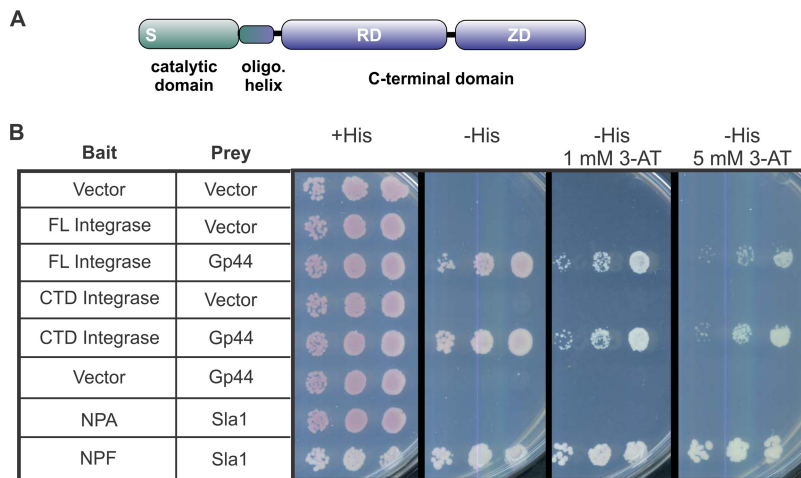 A
S RD ZD
catalytic oligo.
domain helix C-terminal domain
B
+His -His -His -His
1 mM 3-AT 5 mM 3-AT
Bait Prey
Vector Vector
FL Integrase Vector
FL Integrase Gp44
CTD Integrase Vector
CTD Integrase Gp44
Vector Gp44
NPA Sla1
NPF Sla1